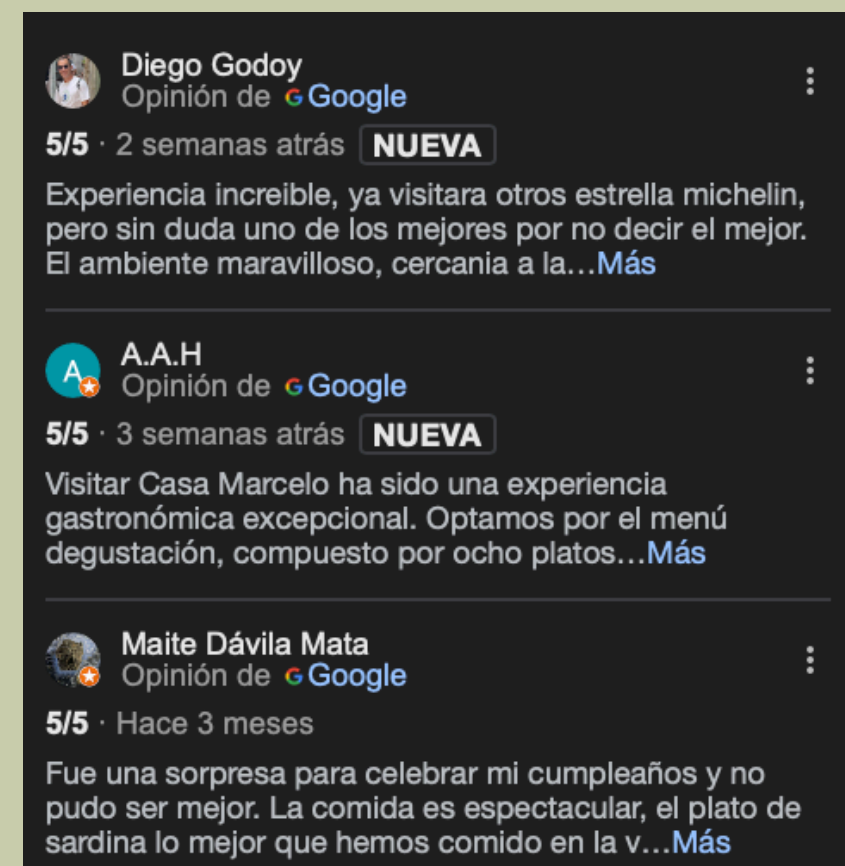 Diego Godoy
Opinión de Google
5/5 · 2 semanas atrás NUEVA
Experiencia increible, ya visitara otros estrella michelin,
pero sin duda uno de los mejores por no decir el mejor.
El ambiente maravilloso, cercania a la...Más
A
A.A.H
Opinión de Google
5/5 · 3 semanas atrás NUEVA
Visitar Casa Marcelo ha sido una experiencia
gastronómica excepcional. Optamos por el menú
degustación, compuesto por ocho platos...Más
Maite Dávila Mata
Opinión de Google
5/5 · Hace 3 meses
Fue una sorpresa para celebrar mi cumpleaños y no
pudo ser mejor. La comida es espectacular, el plato de
sardina lo mejor que hemos comido en la v...Más